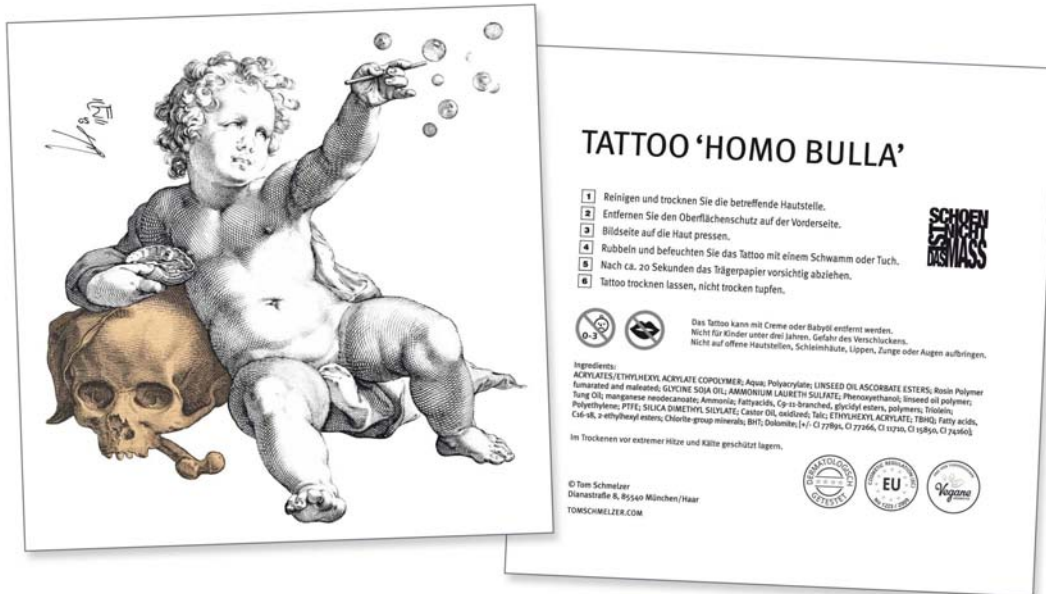 TATTOO ‘HOMO BULLA’
1 Reinigen und trocknen Sie die betreffende Hautstelle.
2 Entfernen Sie den Oberflächenschutz auf der Vorderseite.
3 Bildseite auf die Haut pressen.
4 Rubbeln und befeuchten Sie das Tattoo mit einem Schwamm oder Tuch.
5 Nach ca. 20 Sekunden das Trägerpapier vorsichtig abziehen.
6 Tattoo trocknen lassen, nicht trocken tupfen.
SCHOEN
IST NICHT
DAS MASS
0-3
Das Tattoo kann mit Creme oder Babyöl entfernt werden.
Nicht für Kinder unter drei Jahren. Gefahr des Verschluckens.
Nicht auf offene Hautstellen, Schleimhäute, Lippen, Zunge oder Augen aufbringen.
Ingredients:
ACRYLATES/ETHYLHEXYL ACRYLATE COPOLYMER; Aqua; Polyacrylate; LINSEED OIL ASCORBATE ESTERS; Rosin Polymer
fumarated and maleated; GLYCINE SOJA OIL; AMMONIUM LAURETH SULFATE; Phenoxyethanol; linseed oil polymer;
Tung Oil; manganese neodecanoate; Ammonia; Fattyacids, C9-11-branched, glycidyl esters, polymers; Triolein;
Polyethylene; PTFE; SILICA DIMETHYL SILYLATE; Castor Oil, oxidized; Talc; ETHYLHEXYL ACRYLATE; TBHQ; Fatty acids,
C16-18, 2-ethylhexyl esters; Chlorite-group minerals; BHT; Dolomite; [+/- CI 77891, CI 77266, CI 11710, CI 15850, CI 74160];
Im Trockenen vor extremer Hitze und Kälte geschützt lagern.
DERMATOLOGISCH
GETESTET
COSMETIC REGULATION (EC)
EU
No 1223 / 2009
Vegane
© Tom Schmelzer
Dianastraße 8, 85540 München/Haar
TOMSCHMELZER.COM